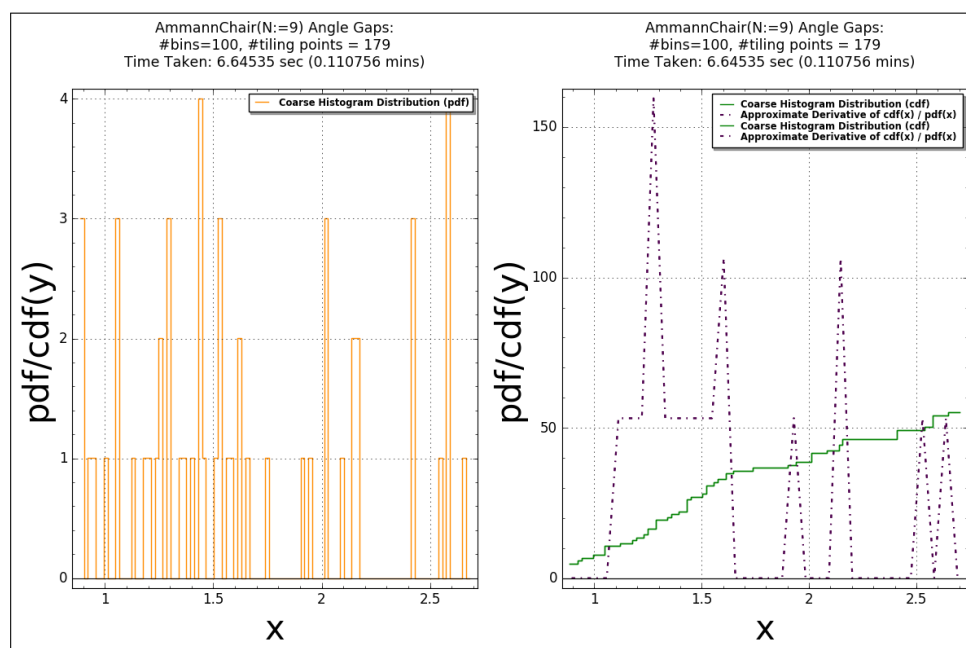 AmmannChair(N:=9) Angle Gaps:
#bins=100, #tiling points = 179
Time Taken: 6.64535 sec (0.110756 mins)
Coarse Histogram Distribution (pdf)
pdf/cdf(y)
4
3
2
1
0
1
1.5
2
2.5
x
AmmannChair(N:=9) Angle Gaps:
#bins=100, #tiling points = 179
Time Taken: 6.64535 sec (0.110756 mins)
Coarse Histogram Distribution (cdf)
Approximate Derivative of cdf(x) / pdf(x)
Coarse Histogram Distribution (cdf)
Approximate Derivative of cdf(x) / pdf(x)
pdf/cdf(y)
150
100
50
0
1
1.5
2
2.5
x